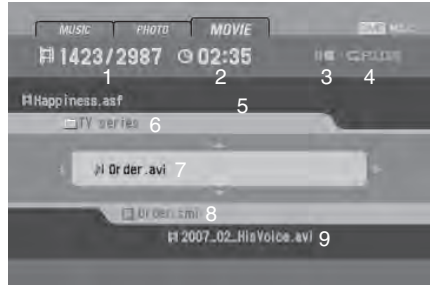 MUSIC PHOTO MOVIE
1423/2987 02:35
1 2 3 4
Happiness.asf 5
TV series 6
Order.avi 7
Order.smi 8
2007_02_HisVoice.avi 9